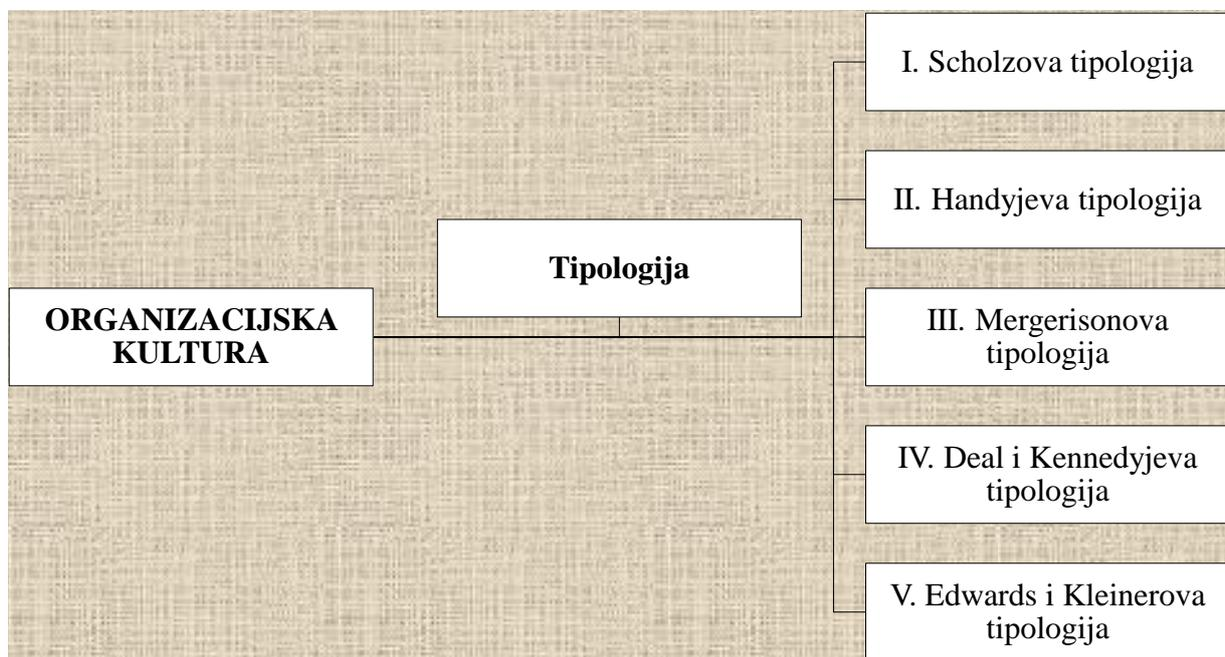 ORGANIZACIJSKA
KULTURA
Tipologija
I. Scholzova tipologija
II. Handyjeva tipologija
III. Mergerisonova
tipologija
IV. Deal i Kennedyjeva
tipologija
V. Edwards i Kleinerova
tipologija